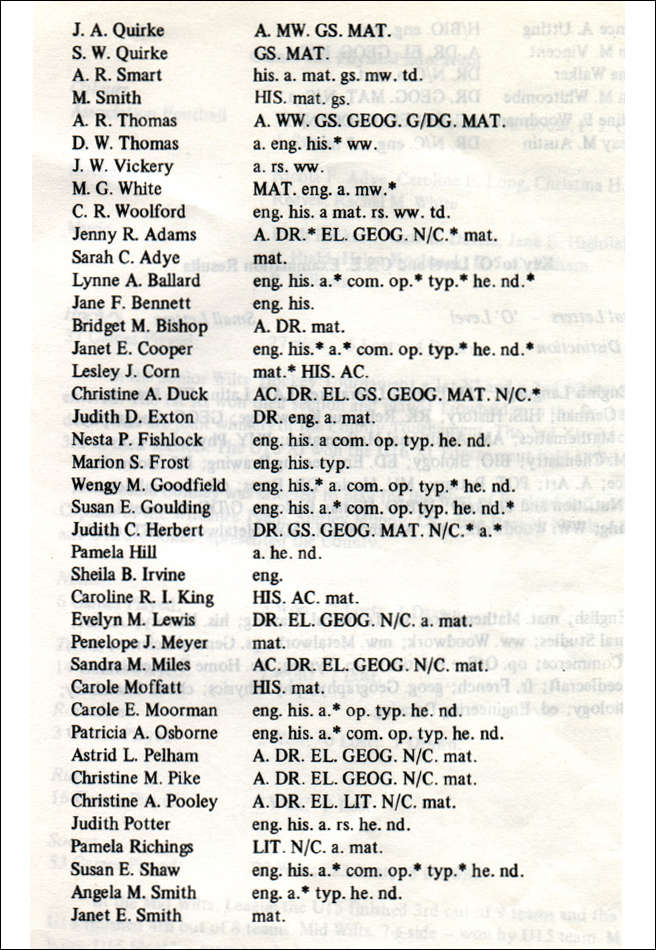 J. A. Quirke A. MW. GS. MAT.
S. W. Quirke GS. MAT.
A. R. Smart his. a. mat. gs. mw. td.
M. Smith HIS. mat. gs.
A. R. Thomas A. WW. GS. GEOG. G/DG. MAT.
D. W. Thomas a. eng. his.* ww.
J. W. Vickery a. rs. ww.
M. G. White MAT. eng. a. mw.*
C. R. Woolford eng. his. a mat. rs. ww. td.
Jenny R. Adams A. DR.* EL. GEOG. N/C.* mat.
Sarah C. Adye mat.
Lynne A. Ballard eng. his. a.* com. op.* typ.* he. nd.*
Jane F. Bennett eng. his.
Bridget M. Bishop A. DR. mat.
Janet E. Cooper eng. his.* a.* com. op. typ.* he. nd.*
Lesley J. Corn mat.* HIS. AC.
Christine A. Duck AC. DR. EL. GS. GEOG. MAT. N/C.*
Judith D. Exton DR. eng. a. mat.
Nesta P. Fishlock eng. his. a com. op. typ. he. nd.
Marion S. Frost eng. his. typ.
Wengy M. Goodfield eng. his.* a. com. op. typ.* he. nd.
Susan E. Goulding eng. his. a.* com. op. typ.* he. nd.*
Judith C. Herbert DR. GS. GEOG. MAT. N/C.* a.*
Pamela Hill a. he. nd.
Sheila B. Irvine eng.
Caroline R. I. King HIS. AC. mat.
Evelyn M. Lewis DR. EL. GEOG. N/C. a. mat.
Penelope J. Meyer mat.
Sandra M. Miles AC. DR. EL. GEOG. N/C. mat.
Carole Moffatt HIS. mat.
Carole E. Moorman eng. his. a.* op. typ. he. nd.
Patricia A. Osborne eng. his. a.* com. op. typ. he. nd.
Astrid L. Pelham A. DR. EL. GEOG. N/C. mat.
Christine M. Pike A. DR. EL. GEOG. N/C. mat.
Christine A. Pooley A. DR. EL. LIT. N/C. mat.
Judith Potter eng. his. a. rs. he. nd.
Pamela Richings LIT. N/C. a. mat.
Susan E. Shaw eng. his. a.* com. op.* typ.* he. nd.
Angela M. Smith eng. a.* typ. he. nd.
Janet E. Smith mat.